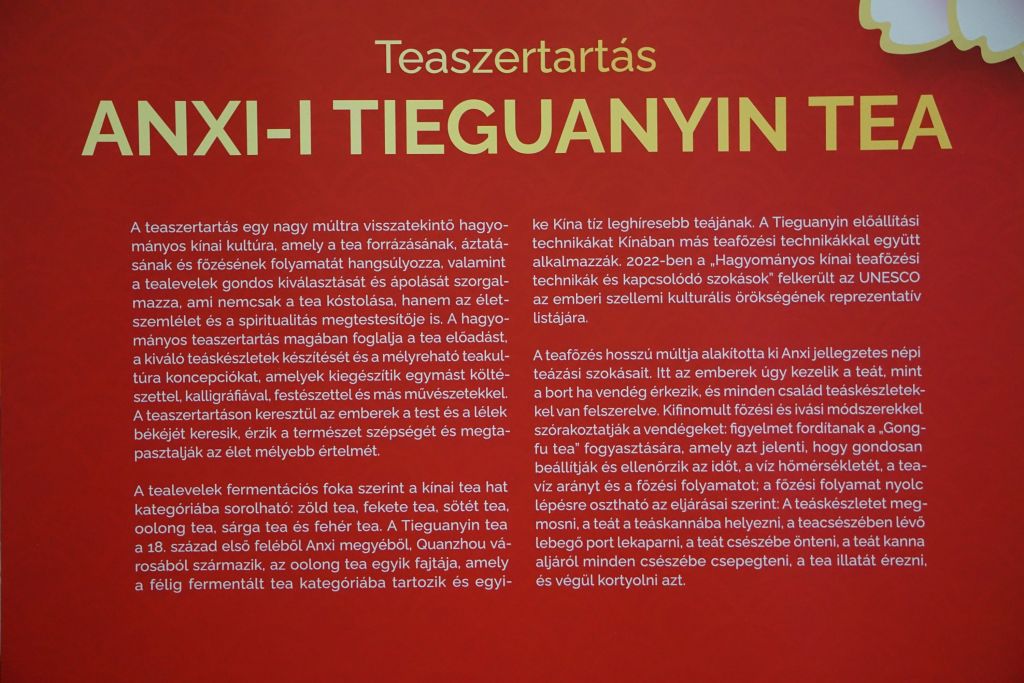 Teaszertartás
ANXI-I TIEGUANYIN TEA
A teaszertartás egy nagy múltra visszatekintő hagyo-
ományos kínai kultúra, amely a tea forrázásának, áztatá-
sának és főzésének folyamatát hangsúlyozza, valamint
a tealevelek gondos kiválasztását és ápolását szorgal-
mazza, ami nemcsak a tea kóstolása, hanem az élet-
szemlélet és a spiritualitás megtestesítője is. A hagyo-
mányos teaszertartás magában foglalja a tea előadást,
a kiváló teáskészletek készítését és a mélyreható teakul-
túra koncepciókat, amelyek kiegészítik egymást költé-
szettel, kalligráfiával, festészettel és más művészetekkel.
A teaszertartáson keresztül az emberek a test és a lélek
békéjét keresik, érzik a természet szépségét és megta-
pasztalják az élet mélyebb értelmét.
A tealevelek fermentációs foka szerint a kínai tea hat
kategóriába sorolható: zöld tea, fekete tea, sötét tea,
oolong tea, sárga tea és fehér tea. A Tieguanyin tea
a 18. század első feléből Anxi megyéből, Quanzhou vá-
rosából származik, az oolong tea egyik fajtája, amely
a félig fermentált tea kategóriába tartozik és egyi-
ke Kína tíz leghíresebb teájának. A Tieguanyin előállítási
technikákat Kínában más teafőzési technikákkal együtt
alkalmazzák. 2022-ben a „Hagyományos kínai teafőzési
technikák és kapcsolódó szokások" felkerült az UNESCO
az emberi szellemi kulturális örökségének reprezentatív
listájára.
A teafőzés hosszú múltja alakította ki Anxi jellegzetes népi
teázási szokásait. Itt az emberek úgy kezelik a teát, mint
a bort ha vendég érkezik, és minden család teáskészletek-
kel van felszerelve. Kifinomult főzési és ivási módszerekkel
szórakoztatják a vendégeket: figyelmet fordítanak a „Gong-
fu tea" fogyasztására, amely azt jelenti, hogy gondosan
beállítják és ellenőrzik az időt, a víz hőmérsékletét, a tea-
víz arányt és a főzési folyamatot; a főzési folyamat nyolc
lépésre osztható az eljárásai szerint: A teáskészletet meg-
mosni, a teát a teáskannába helyezni, a teacsészében lévő
lebegő port lekaparni, a teát csészébe önteni, a teát kanna
aljáról minden csészébe csepegteni, a tea illatát érezni,
és végül kortyolni azt.